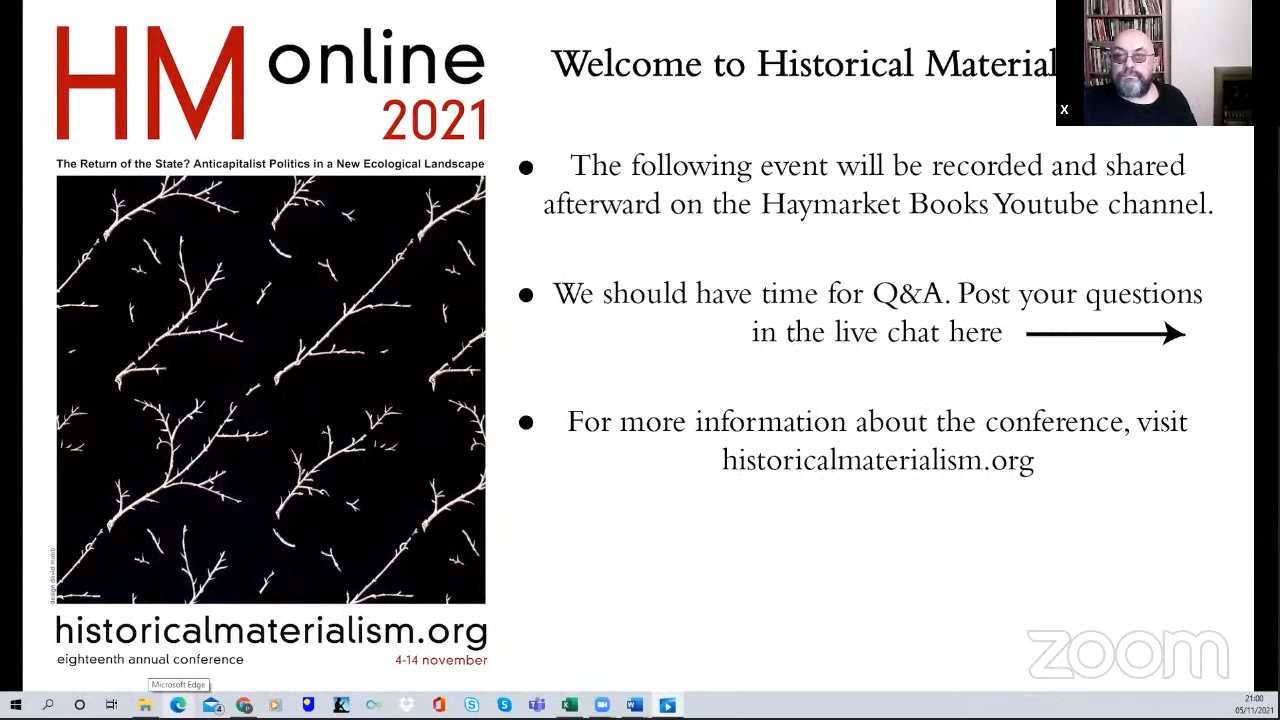 HM online
2021
The Return of the State? Anticapitalist Politics in a New Ecological Landscape
design david mabb
historicalmaterialism.org
eighteenth annual conference
4-14 november
Welcome to Historical Material
● The following event will be recorded and shared
afterward on the Haymarket Books Youtube channel.
● We should have time for Q&A. Post your questions
in the live chat here
● For more information about the conference, visit
historicalmaterialism.org
X
zoom
Microsoft Edge
21:00
05/11/2021